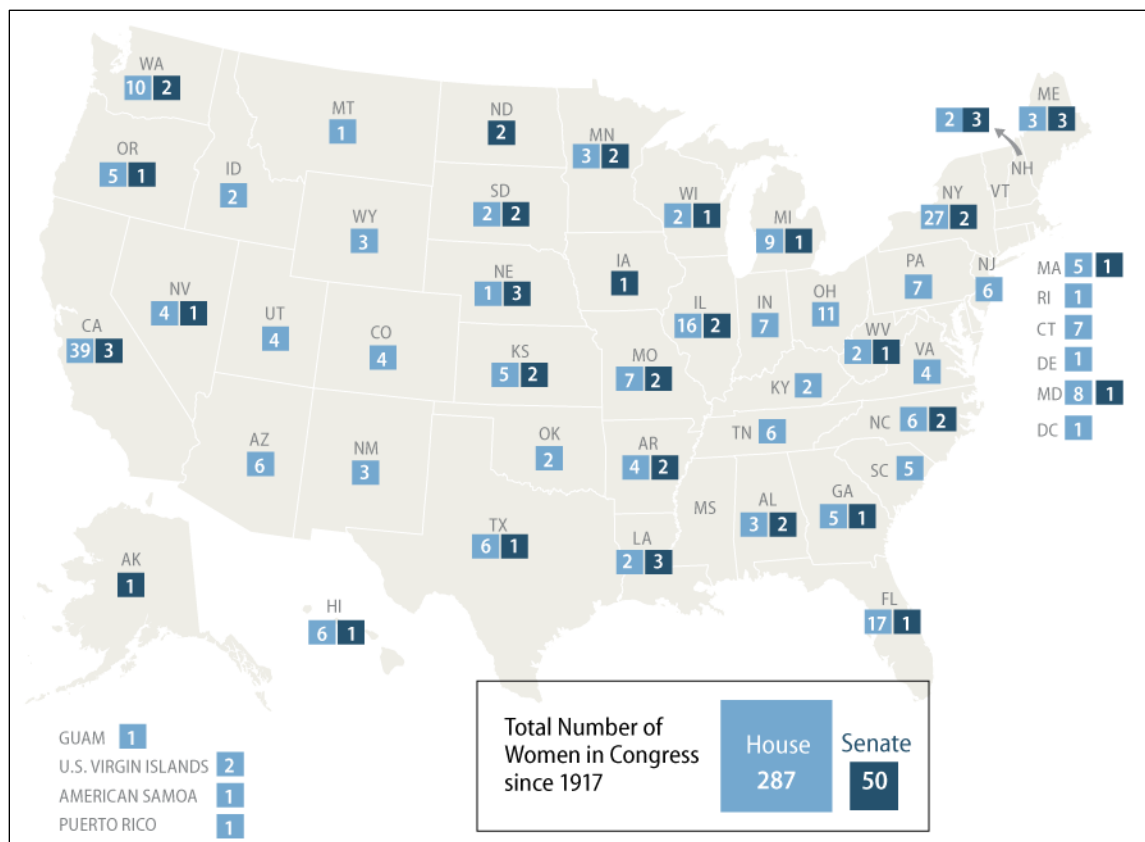 WA
10 2
MT
1
ND
2
MN
3 2
2 3
ME
3 3
OR
5 1
ID
2
SD
2 2
WI
2 1
MI
9 1
NY
27 2
VT
NH
WY
3
NE
1 3
IA
1
PA
7
NJ
6
MA 5 1
RI 1
CT 7
DE 1
MD 8 1
DC 1
NV
4 1
UT
4
CO
4
CA
39 3
KS
5 2
MO
7 2
IL
16 2
IN
7
OH
11
WV
2 1
VA
4
KY 2
NC 6 2
TN 6
SC 5
AZ
6
NM
3
OK
2
AR
4 2
MS
AL
3 2
GA
5 1
TX
6 1
LA
2 3
FL
17 1
AK
1
HI
6 1
GUAM 1
U.S. VIRGIN ISLANDS 2
AMERICAN SAMOA 1
PUERTO RICO 1
Total Number of
Women in Congress
since 1917
House
287
Senate
50